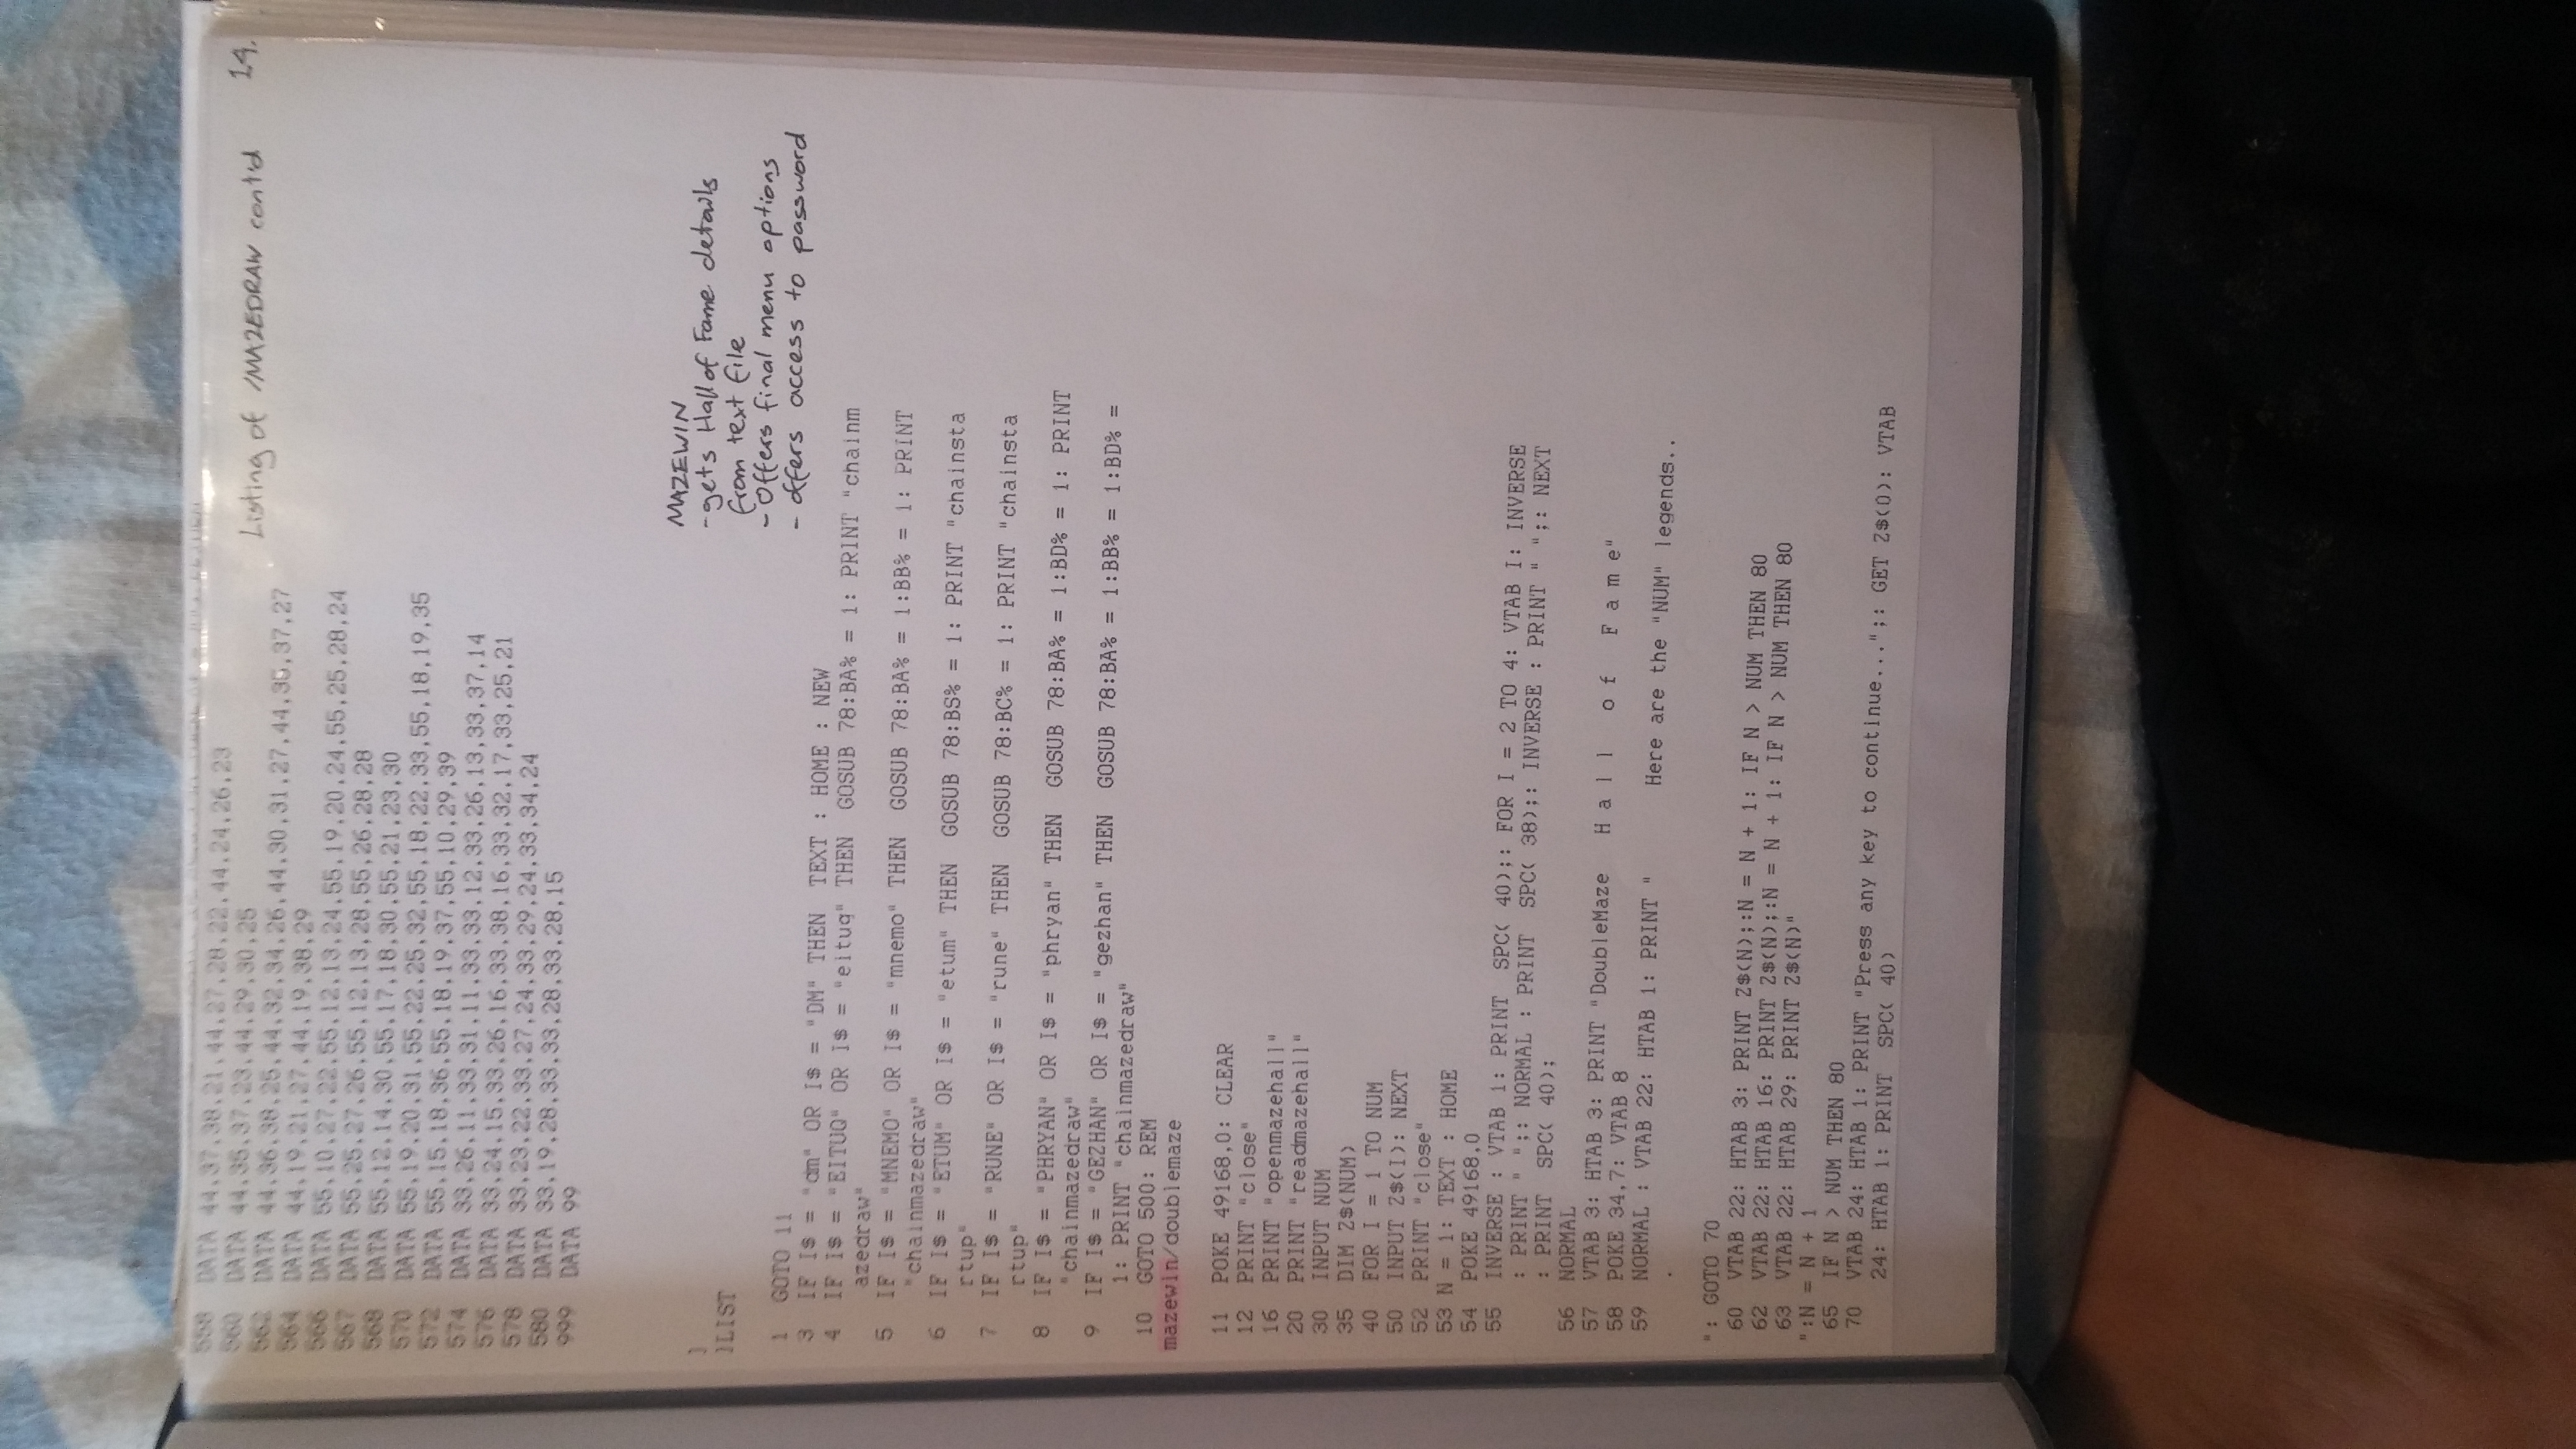 Listing of MAZEDRAW contd 14.
558 DATA 44,37,38,21,44,27,28,22,44,24,26,23
560 DATA 44,35,37,23,44,29,30,25
562 DATA 44,36,38,25,44,32,34,26,44,30,31,27,44,35,37,27
564 DATA 44,19,21,27,44,19,38,29
566 DATA 55,10,27,22,55,12,13,24,55,19,20,24,55,25,28,24
567 DATA 55,25,27,26,55,12,13,28,55,26,28,28
568 DATA 55,12,14,30,55,17,18,30,55,21,23,30
570 DATA 55,19,20,31,55,22,25,32,55,18,22,33,55,18,19,35
572 DATA 55,15,18,36,55,18,19,37,55,10,29,39
574 DATA 33,26,11,33,31,11,33,33,12,33,26,13,33,37,14
576 DATA 33,24,15,33,26,16,33,38,16,33,32,17,33,25,21
578 DATA 33,23,22,33,27,24,33,29,24,33,34,24
580 DATA 33,19,28,33,33,28,33,28,15
999 DATA 99
]
]LIST
MAZEWIN
- gets Hall of Fame details
from text file
- Offers final menu options
- offers access to password
1 GOTO 11
3 IF I$ = "dm" OR I$ = "DM" THEN TEXT : HOME : NEW
4 IF I$ = "EITUQ" OR I$ = "eituq" THEN GOSUB 78:BA% = 1: PRINT "chainm
azedraw"
5 IF I$ = "MNEMO" OR I$ = "mnemo" THEN GOSUB 78:BA% = 1:BB% = 1: PRINT
"chainmazedraw"
6 IF I$ = "ETUM" OR I$ = "etum" THEN GOSUB 78:BS% = 1: PRINT "chainsta
rtup"
7 IF I$ = "RUNE" OR I$ = "rune" THEN GOSUB 78:BC% = 1: PRINT "chainsta
rtup"
8 IF I$ = "PHRYAN" OR I$ = "phryan" THEN GOSUB 78:BA% = 1:BD% = 1: PRINT
"chainmazedraw"
9 IF I$ = "GEZHAN" OR I$ = "gezhan" THEN GOSUB 78:BA% = 1:BB% = 1:BD% =
1: PRINT "chainmazedraw"
10 GOTO 500: REM
mazewin/doublemaze
11 POKE 49168,0: CLEAR
12 PRINT "close"
16 PRINT "openmazehall"
20 PRINT "readmazehall"
30 INPUT NUM
35 DIM Z$(NUM)
40 FOR I = 1 TO NUM
50 INPUT Z$(I): NEXT
52 PRINT "close"
53 N = 1: TEXT : HOME
54 POKE 49168,0
55 INVERSE : VTAB 1: PRINT SPC( 40);: FOR I = 2 TO 4: VTAB I: INVERSE
: PRINT " ";: NORMAL : PRINT SPC( 38);: INVERSE : PRINT " ";: NEXT
: PRINT SPC( 40);
56 NORMAL
57 VTAB 3: HTAB 3: PRINT "DoubleMaze H a l l o f F a m e"
58 POKE 34,7: VTAB 8
59 NORMAL : VTAB 22: HTAB 1: PRINT " Here are the "NUM" legends..
.
": GOTO 70
60 VTAB 22: HTAB 3: PRINT Z$(N);:N = N + 1: IF N > NUM THEN 80
62 VTAB 22: HTAB 16: PRINT Z$(N);:N = N + 1: IF N > NUM THEN 80
63 VTAB 22: HTAB 29: PRINT Z$(N)"
":N = N + 1
65 IF N > NUM THEN 80
70 VTAB 24: HTAB 1: PRINT "Press any key to continue...";: GET Z$(0): VTAB
24: HTAB 1: PRINT SPC( 40)